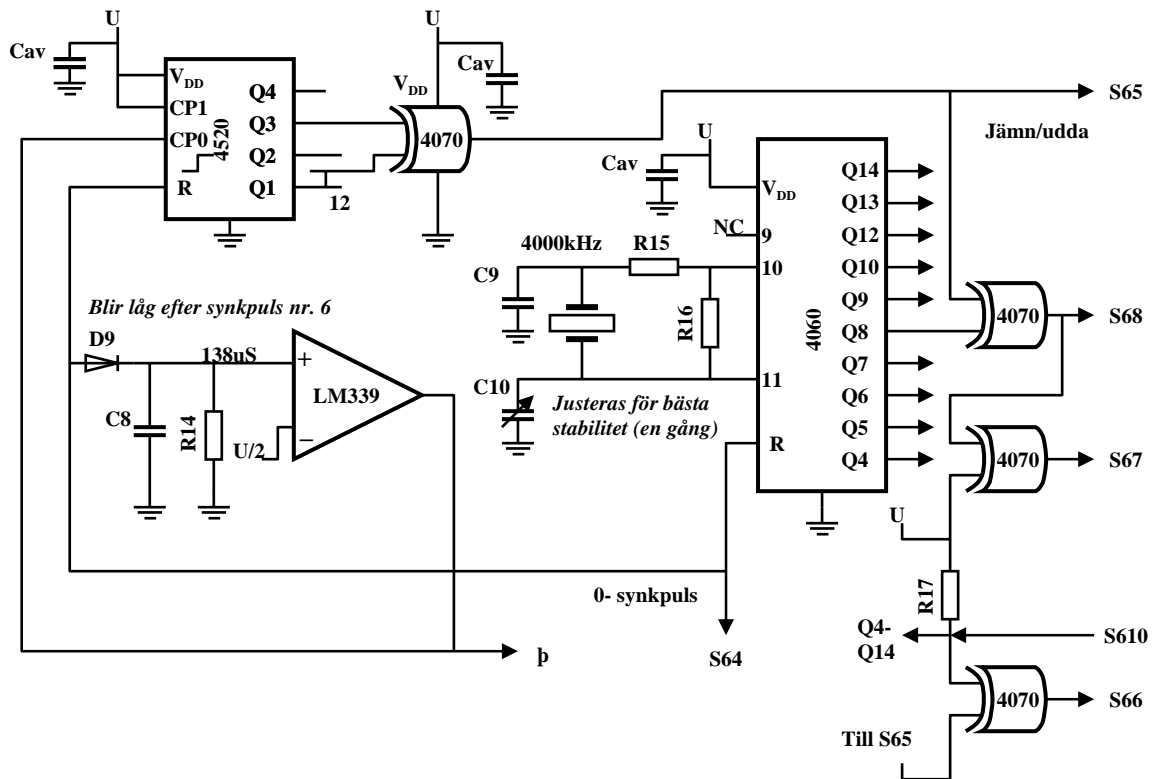 U
U
Cav
Cav
V_DD
V_DD
Q4
CP1
Q3
4070
S65
CP0
4520
Q2
Jämn/udda
R
Q1
12
U
Cav
V_DD
Q14
Q13
NC
9
Q12
4000kHz
R15
10
Q10
C9
Q9
Blir låg efter synkpuls nr. 6
R16
4060
Q8
4070
S68
D9
138uS
+
Q7
LM339
C10
11
Q6
Justeras för bästa
stabilitet (en gång)
C8
R14
Q5
U/2
−
R
Q4
4070
S67
U
R17
0- synkpuls
Q4-
Q14
S610
þ
S64
4070
S66
Till S65